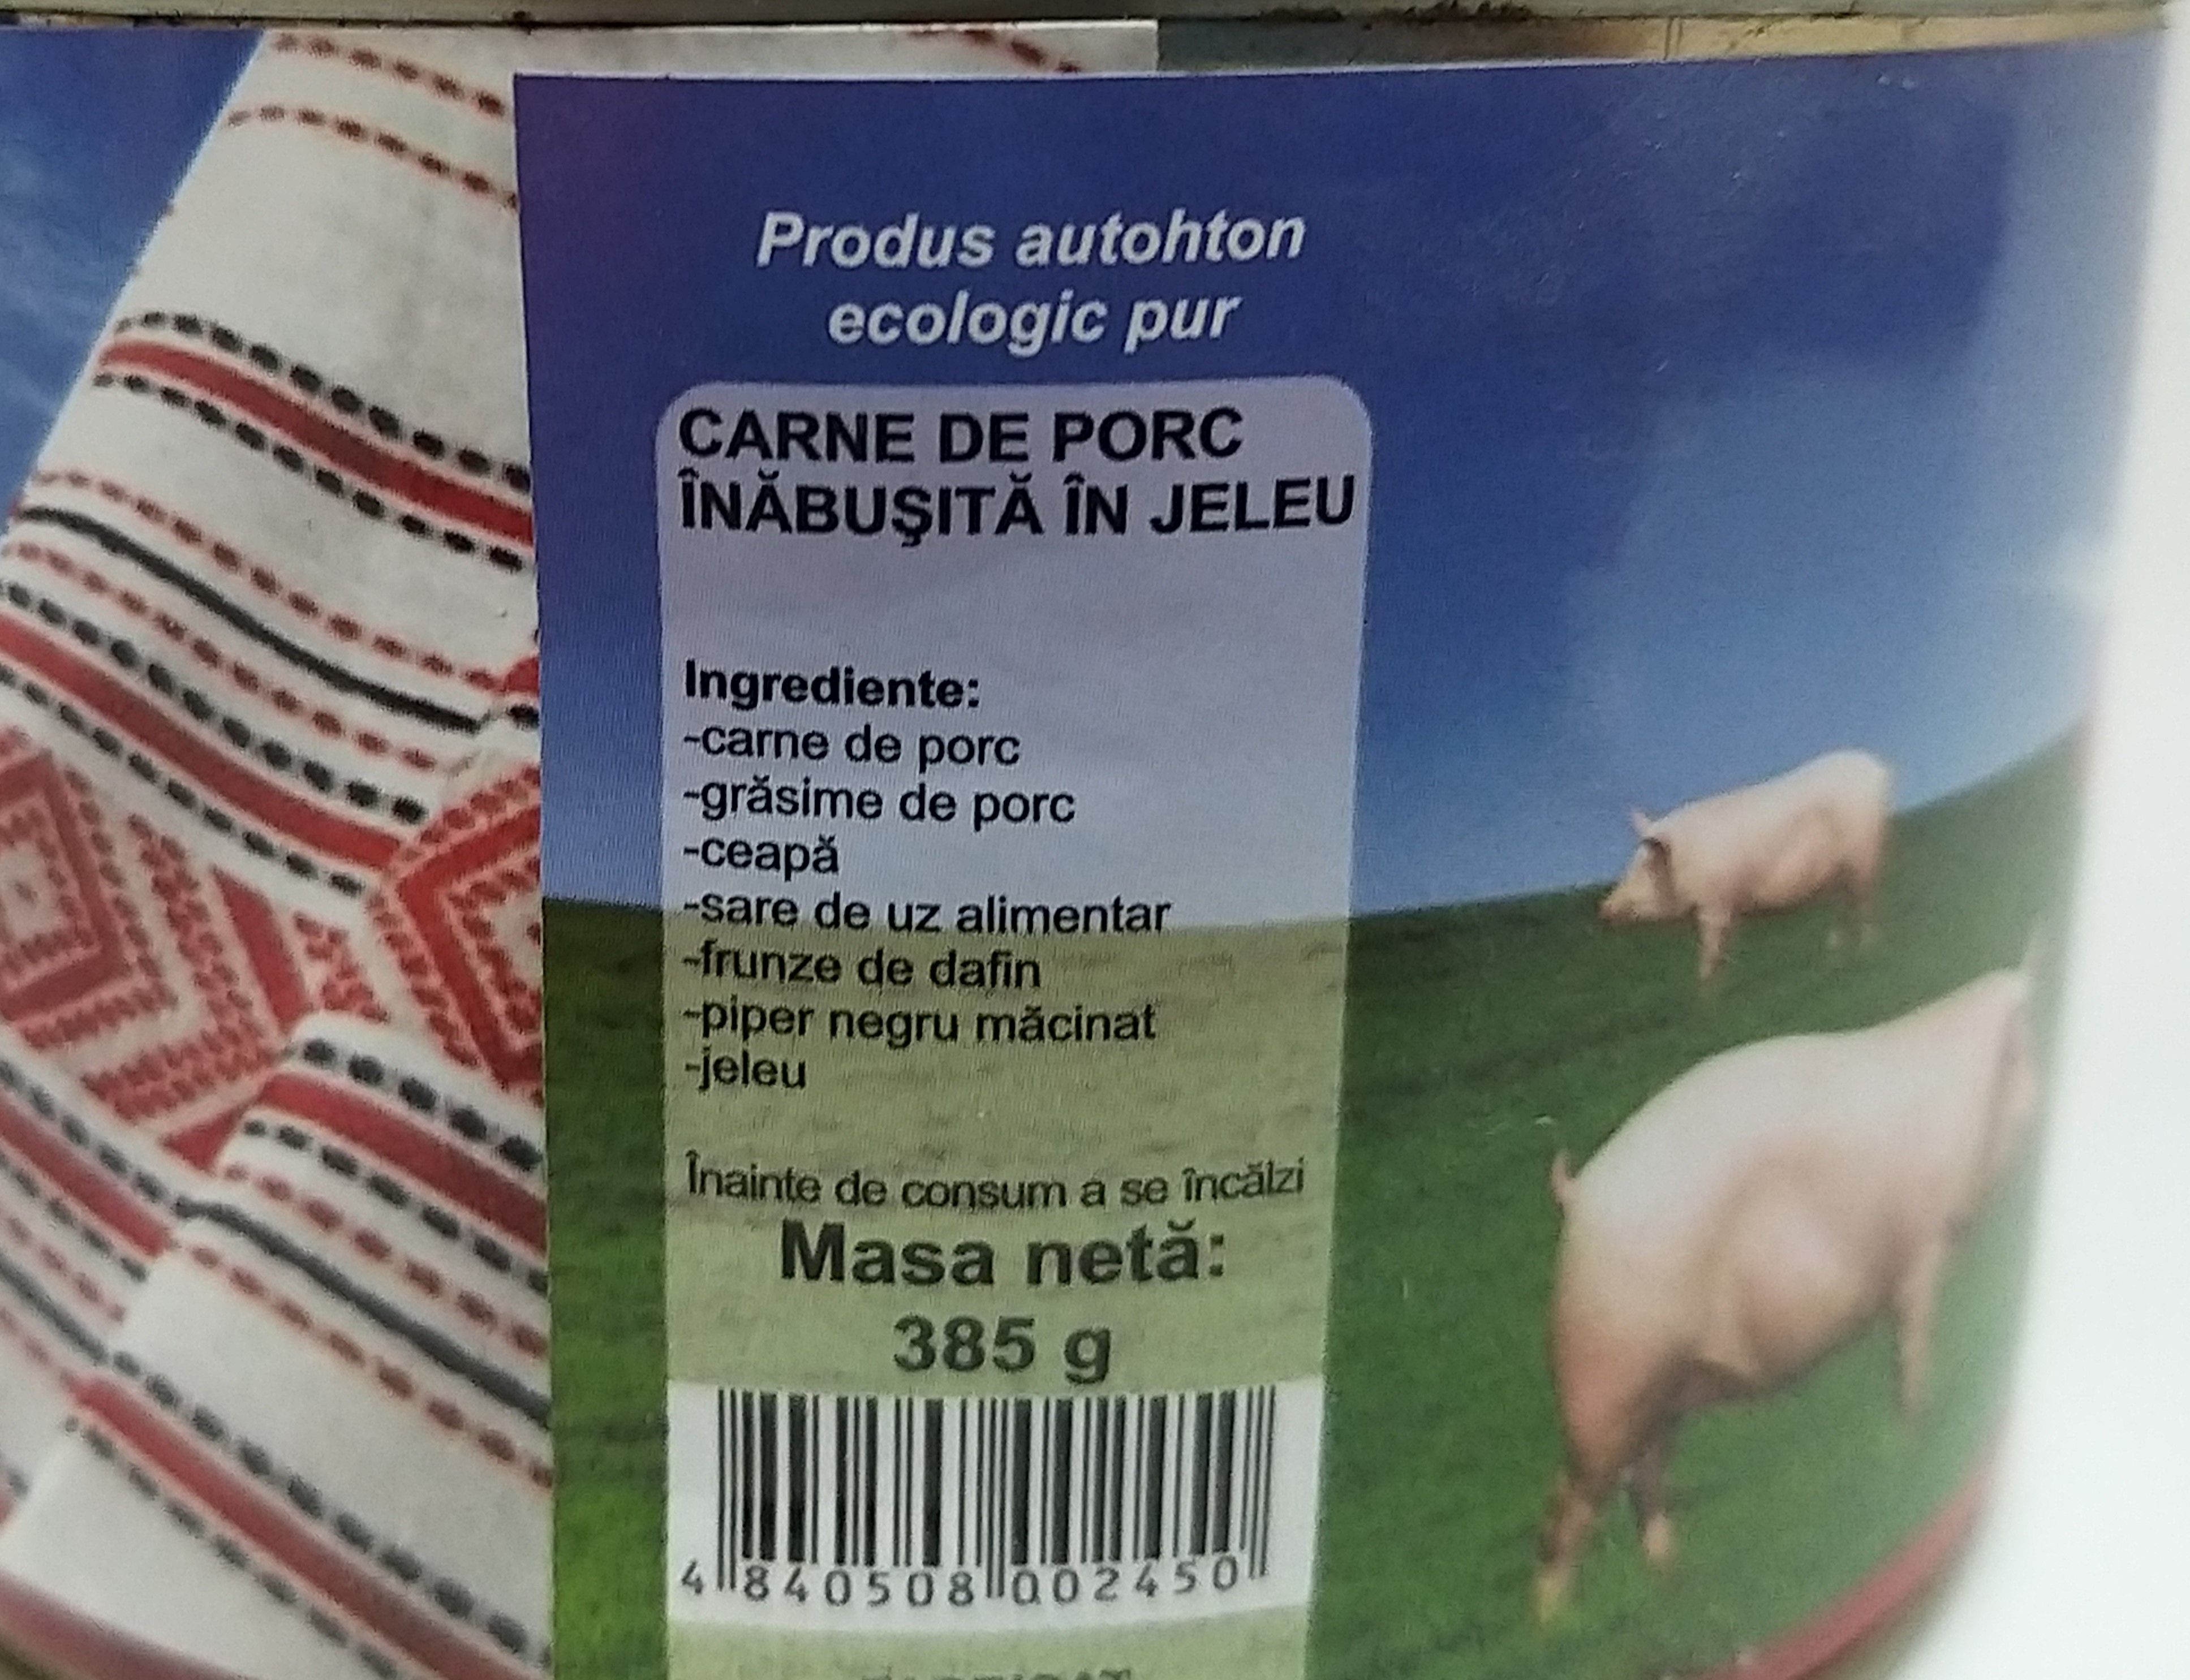 Produs autohton
ecologic pur
CARNE DE PORC
ÎNĂBUŞITĂ ÎN JELEU
Ingrediente:
-carne de porc
-grăsime de porc
-ceapă
-sare de uz alimentar
-frunze de dafin
-piper negru măcinat
-jeleu
Înainte de consum a se încălzi
Masa netă:
385 g
4 840508 002450